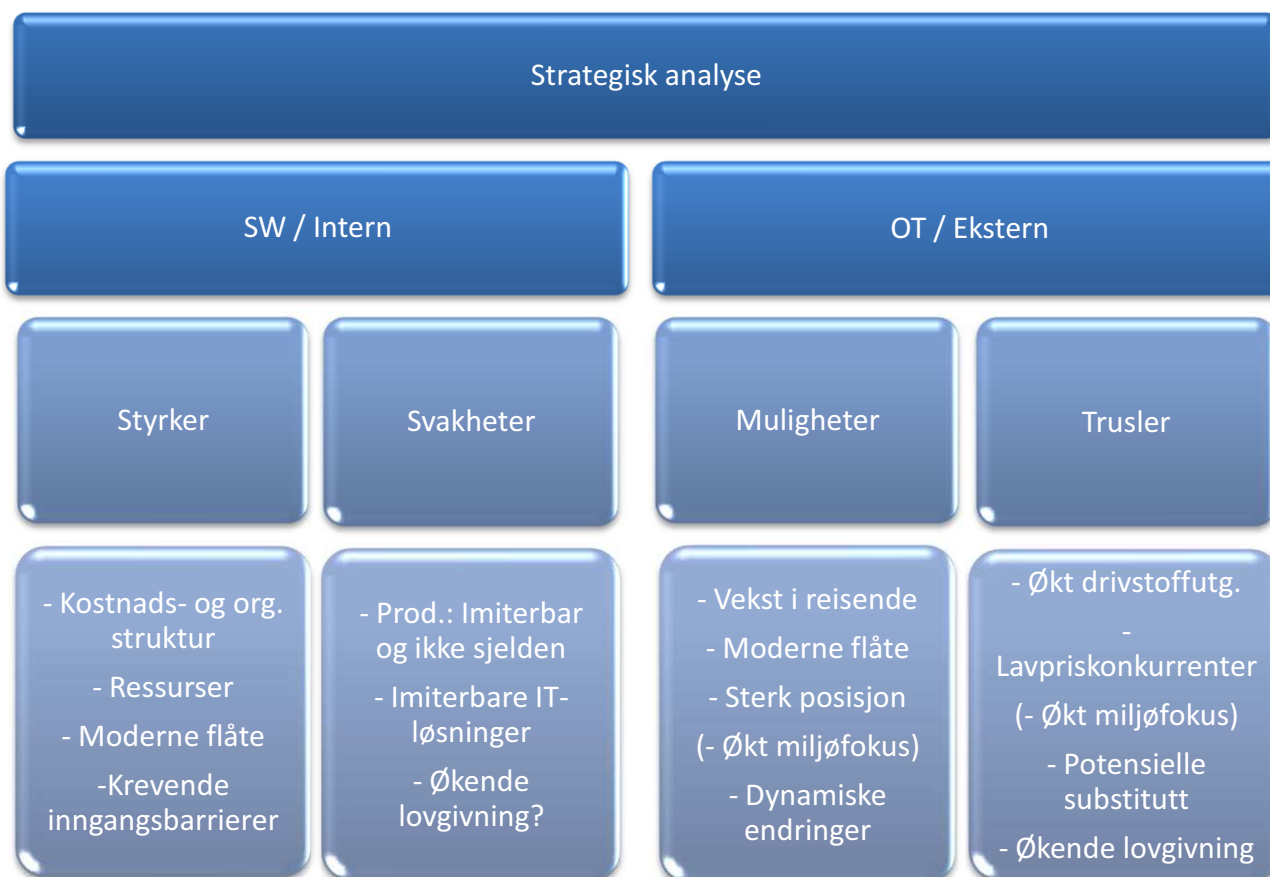 Strategisk analyse
SW / Intern
OT / Ekstern
Styrker
Svakheter
Muligheter
Trusler
- Kostnads- og org.
struktur
- Ressurser
- Moderne flåte
-Krevende
inngangsbarrierer
- Prod.: Imiterbar
og ikke sjelden
- Imiterbare IT-
løsninger
- Økende
lovgivning?
- Vekst i reisende
- Moderne flåte
- Sterk posisjon
(- Økt miljøfokus)
- Dynamiske
endringer
- Økt drivstoffutg.
-
Lavpriskonkurrenter
(- Økt miljøfokus)
- Potensielle
substitutt
- Økende lovgivning